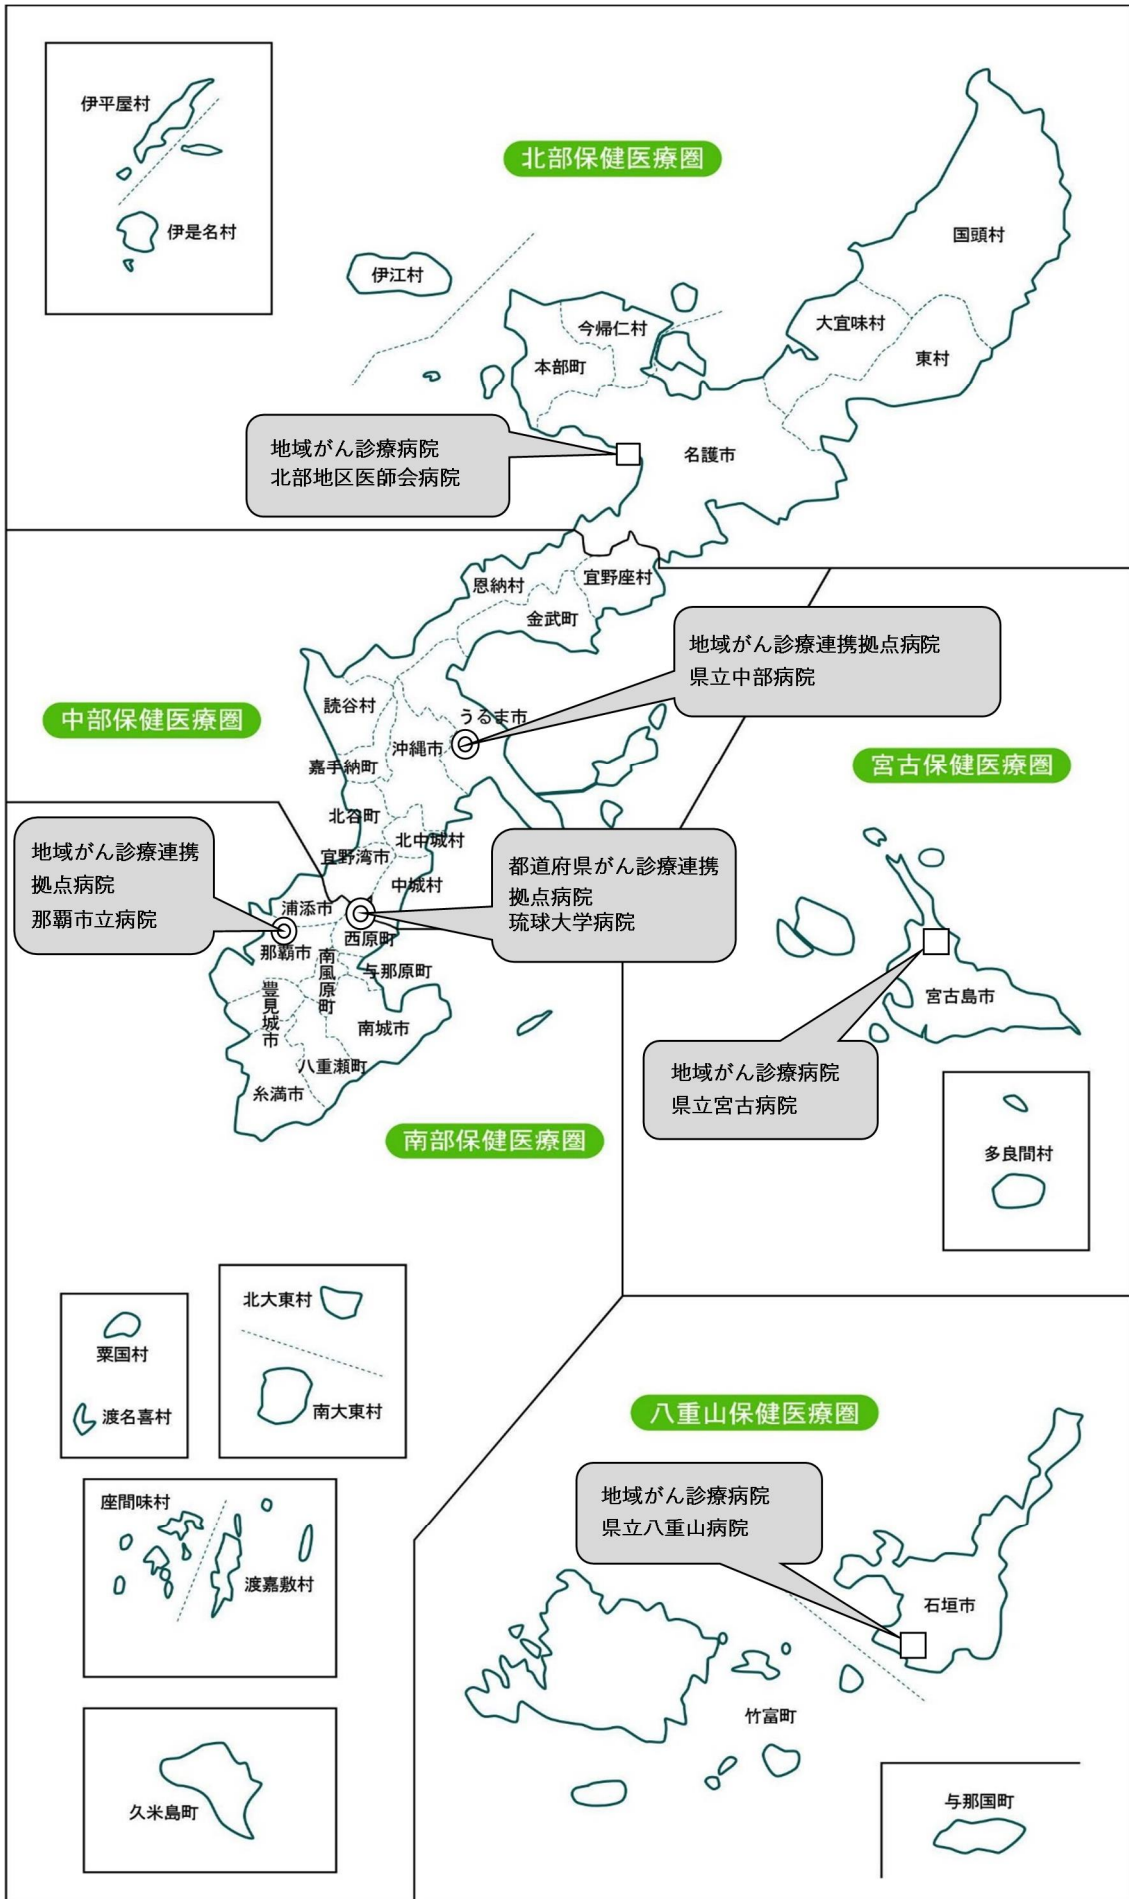 伊平屋村
伊是名村
北部保健医療圏
国頭村
伊江村
今帰仁村
大宜味村
本部町
東村
地域がん診療病院
北部地区医師会病院
名護市
恩納村
宜野座村
金武町
地域がん診療連携拠点病院
県立中部病院
中部保健医療圏
読谷村
うるま市
沖縄市
嘉手納町
北谷町
北中城村
宜野湾市
中城村
宮古保健医療圏
地域がん診療連携
拠点病院
那覇市立病院
都道府県がん診療連携
拠点病院
琉球大学病院
浦添市
西原町
那覇市
南風原町
与那原町
豊見城市
南城市
八重瀬町
糸満市
南部保健医療圏
宮古島市
地域がん診療病院
県立宮古病院
多良間村
北大東村
粟国村
渡名喜村
南大東村
座間味村
渡嘉敷村
久米島町
八重山保健医療圏
地域がん診療病院
県立八重山病院
石垣市
竹富町
与那国町